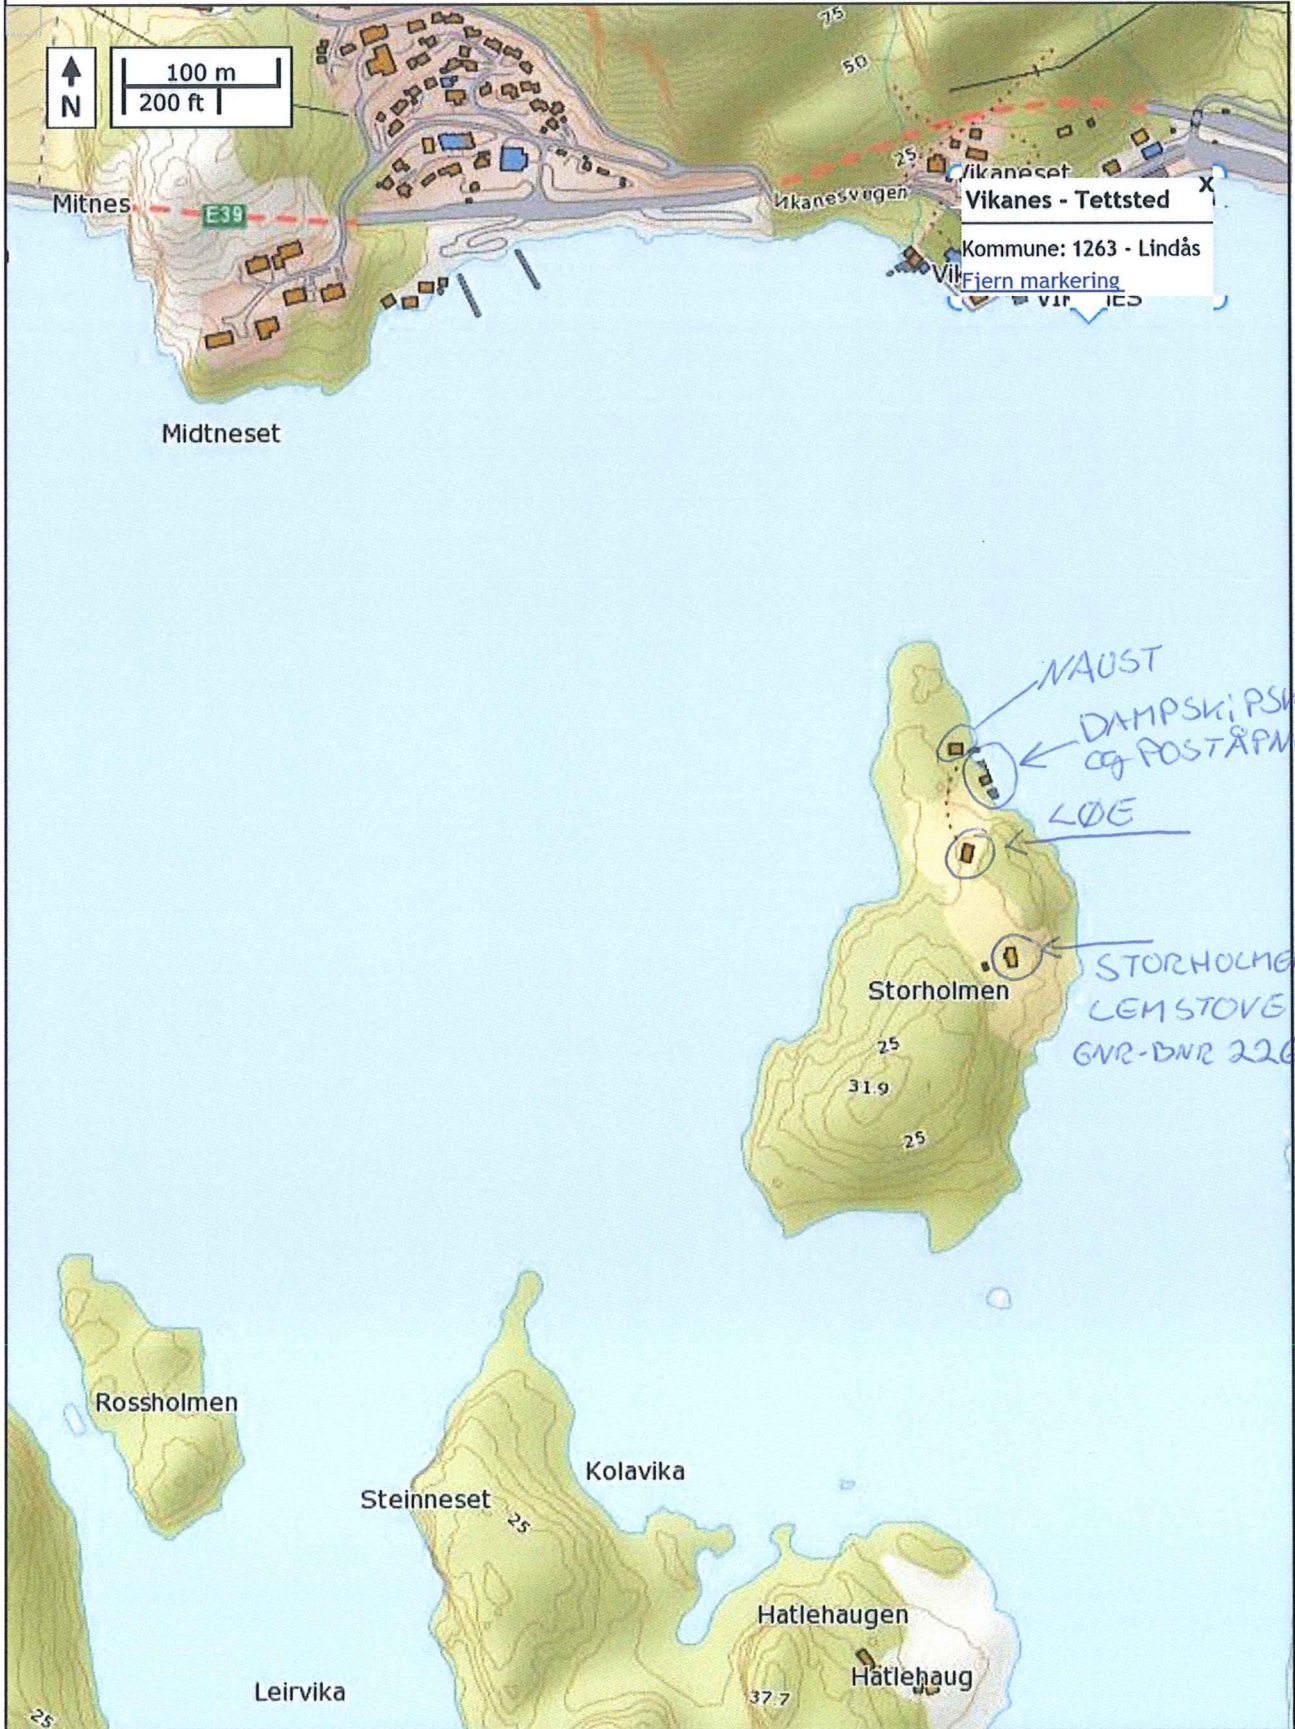 75
50
100 m
200 ft
N
25
Vikaneset
Mitnes
E39
Vikanesvegen
X
Vikanes - Tettsted
Kommune: 1263 - Lindås
Fjern markering
Vik
Midtneset
NAUST
DAMPSKiPSK
og POSTÅPN
LØE
STORHOLME
LEMSTOVE
GNR-BNR 226
Storholmen
25
31.9
25
Rossholmen
Kolavika
Steinneset
25
Hatlehaugen
Hatlehaug
Leirvika
37.7
25